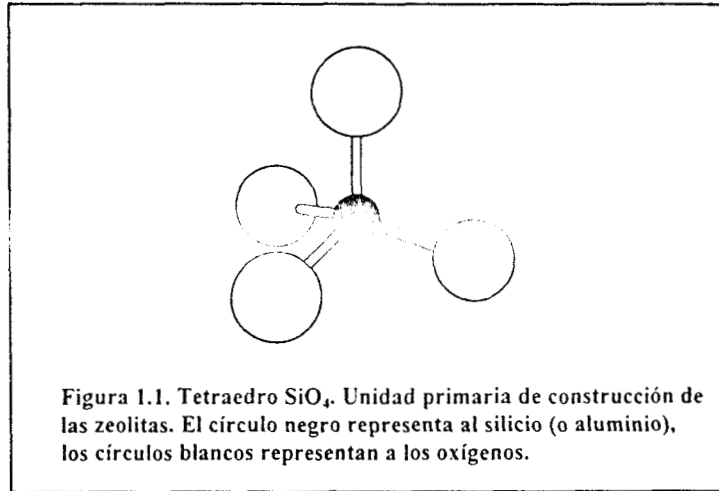 Figura 1.1. Tetraedro SiO₄. Unidad primaria de construcción de
las zeolitas. El círculo negro representa al silicio (o aluminio),
los círculos blancos representan a los oxígenos.